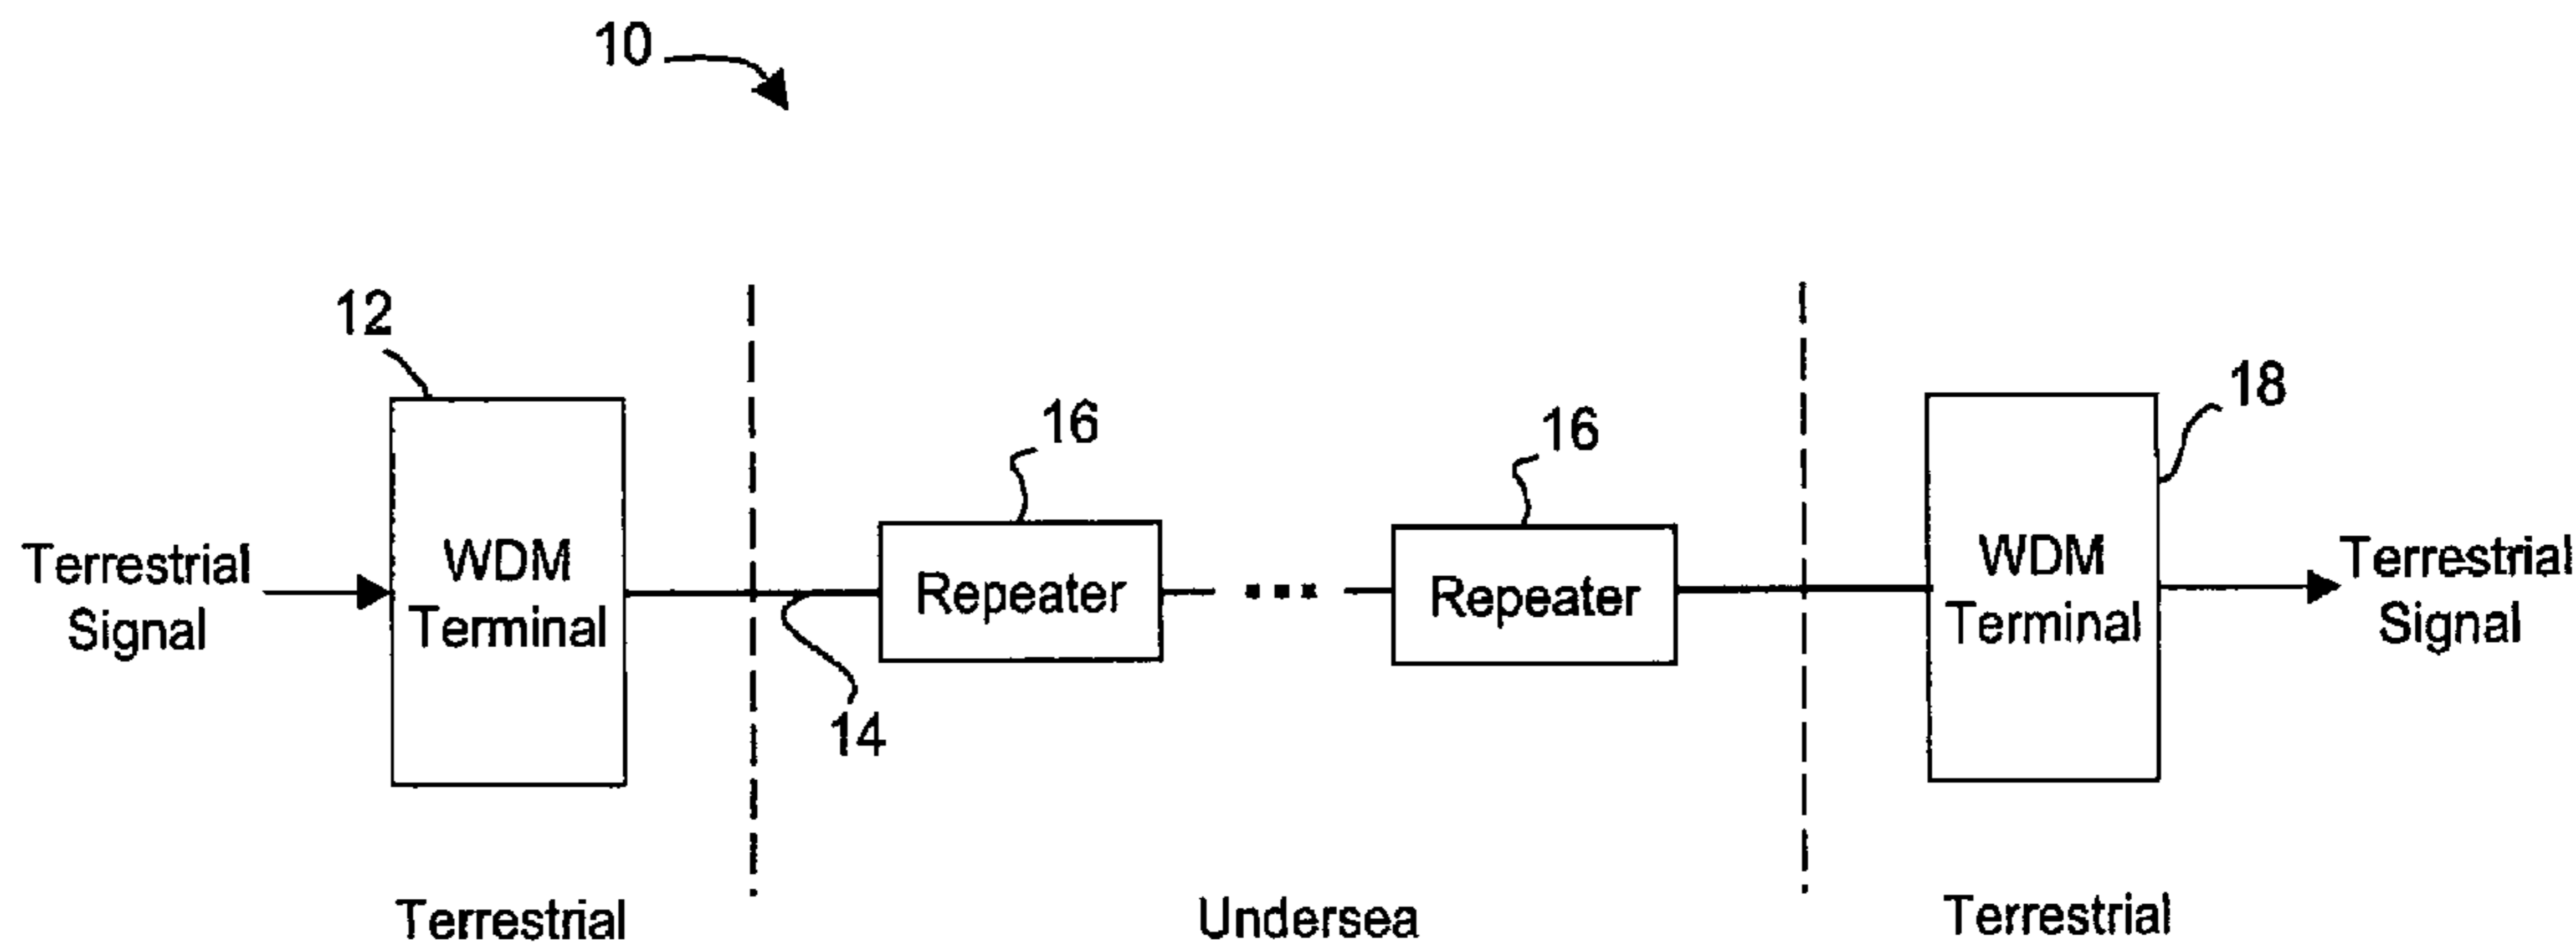 10
12
16
16
18
Terrestrial
Signal
WDM
Terminal
Repeater
Repeater
WDM
Terminal
Terrestrial
Signal
14
Terrestrial
Undersea
Terrestrial